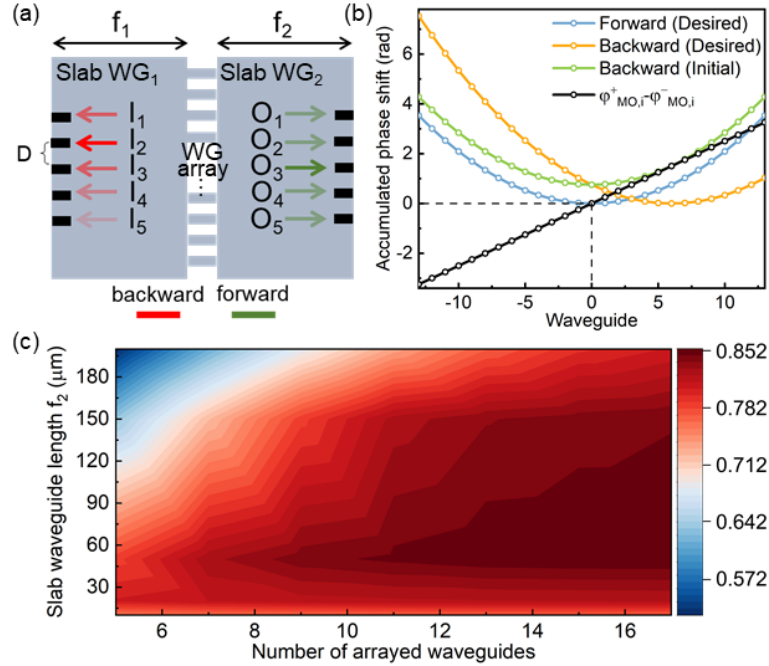 (a)
f₁
f₂
Slab WG₁
Slab WG₂
I₁
I₂
I₃
I₄
I₅
D
WG
array
⋮
O₁
O₂
O₃
O₄
O₅
backward
forward
(b)
Accumulated phase shift (rad)
8
6
4
2
0
-2
-10
-5
0
5
10
Waveguide
Forward (Desired)
Backward (Desired)
Backward (Initial)
φ⁺MO,i-φ⁻MO,i
(c)
Slab waveguide length f₂ (μm)
180
150
120
90
60
30
6
8
10
12
14
16
Number of arrayed waveguides
0.852
0.782
0.712
0.642
0.572